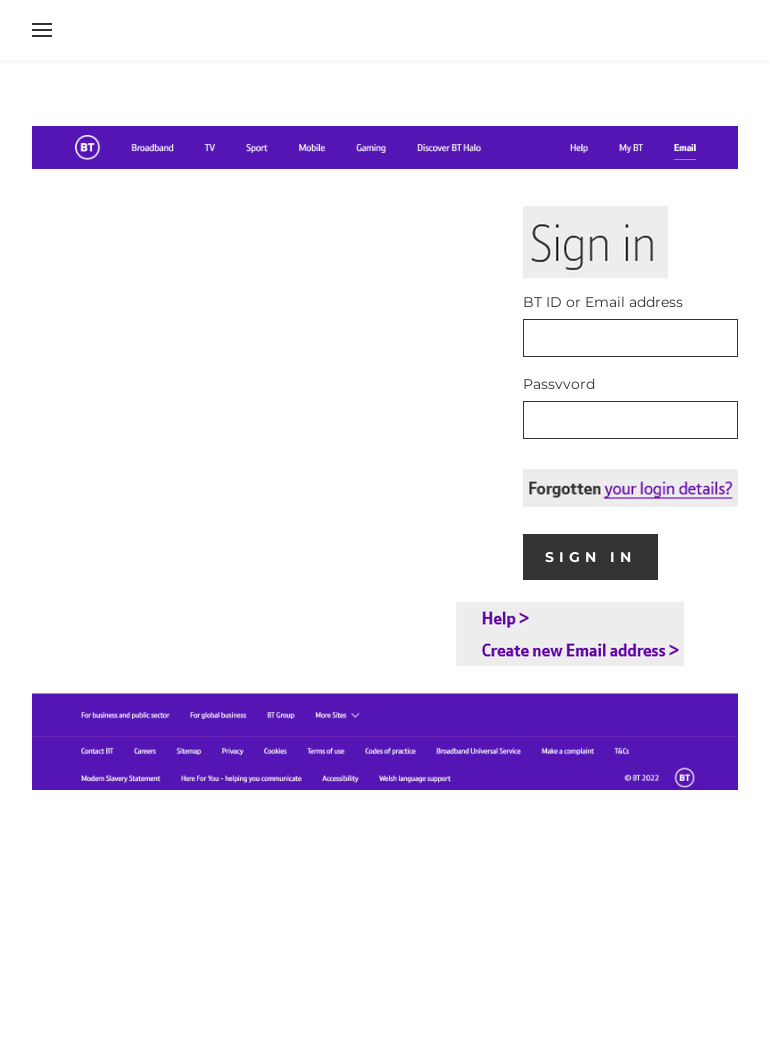 BT Broadband TV Sport Mobile Gaming Discover BT Halo Help My BT Email
Sign in
BT ID or Email address
Passvvord
Forgotten your login details?
SIGN IN
Help >
Create new Email address >
For business and public sector For global business BT Group More Sites
Contact BT Careers Sitemap Privacy Cookies Terms of use Codes of practice Broadband Universal Service Make a complaint T&Cs
Modern Slavery Statement Here For You – helping you communicate Accessibility Welsh language support © BT 2022 BT